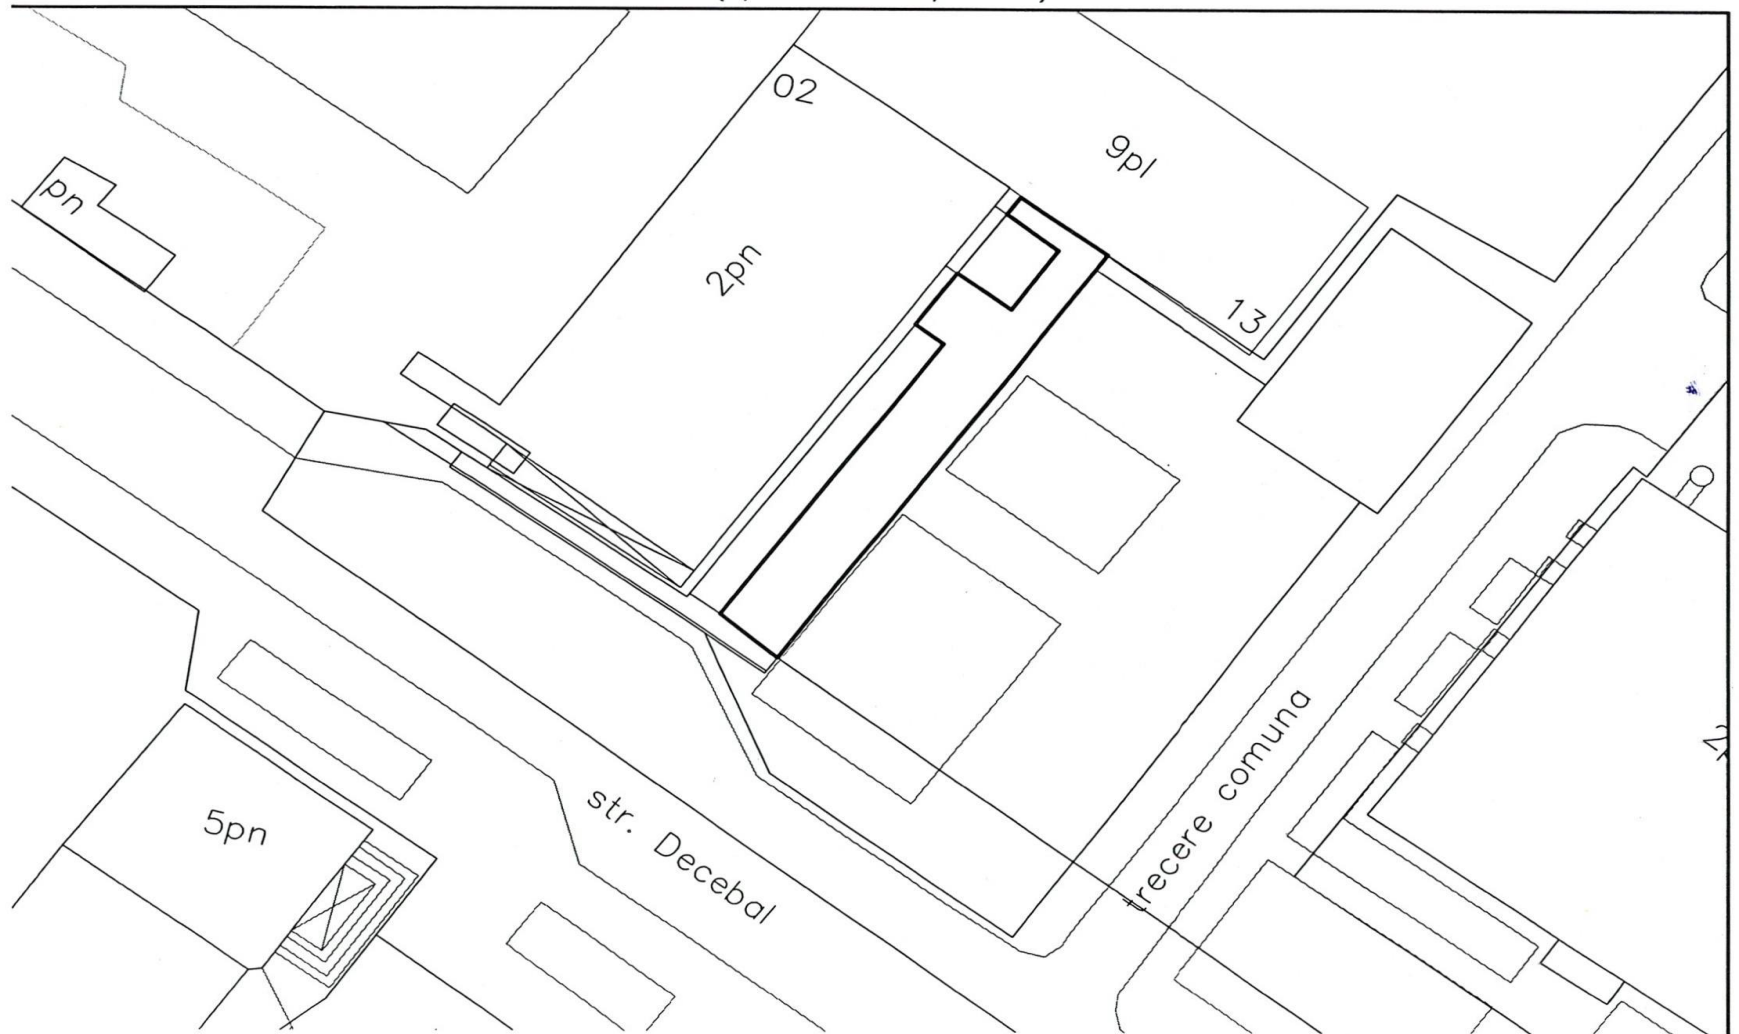 02
9pl
pn
2pn
13
5pn
str. Decebal
trecere comuna